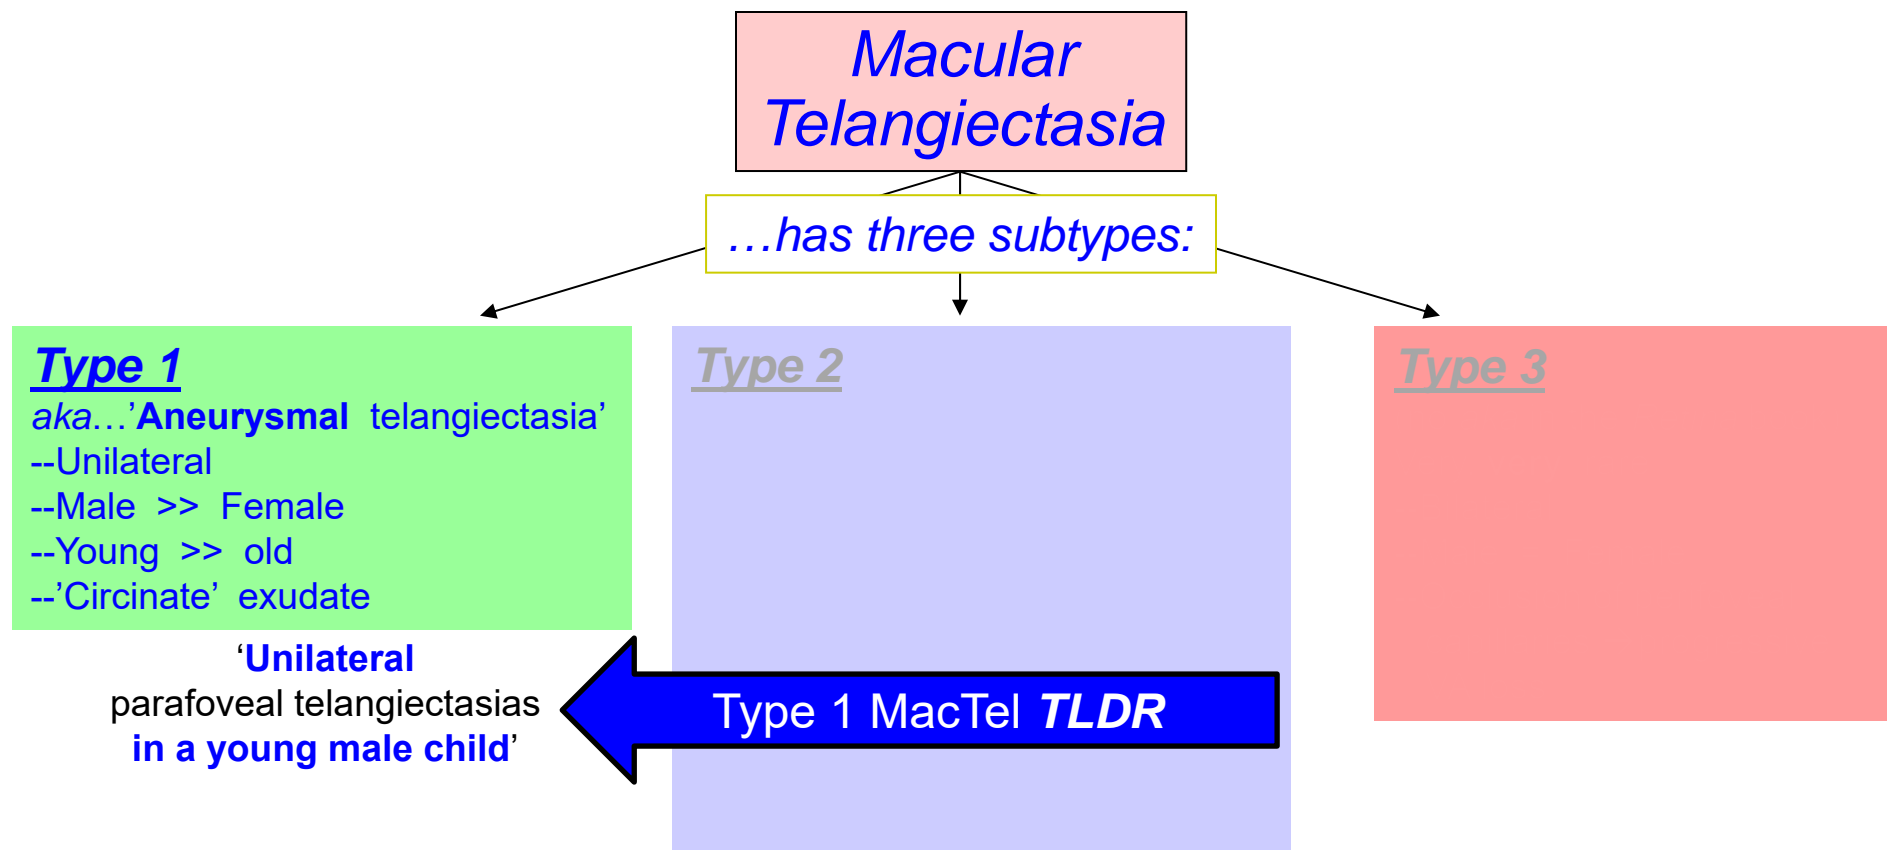 Macular
Telangiectasia
…has three subtypes:
Type 1
aka…’Aneurysmal telangiectasia’
--Unilateral
--Male >> Female
--Young >> old
--’Circinate’ exudate
‘Unilateral
parafoveal telangiectasias
in a young male child’
Type 2
Type 1 MacTel TLDR
Type 3